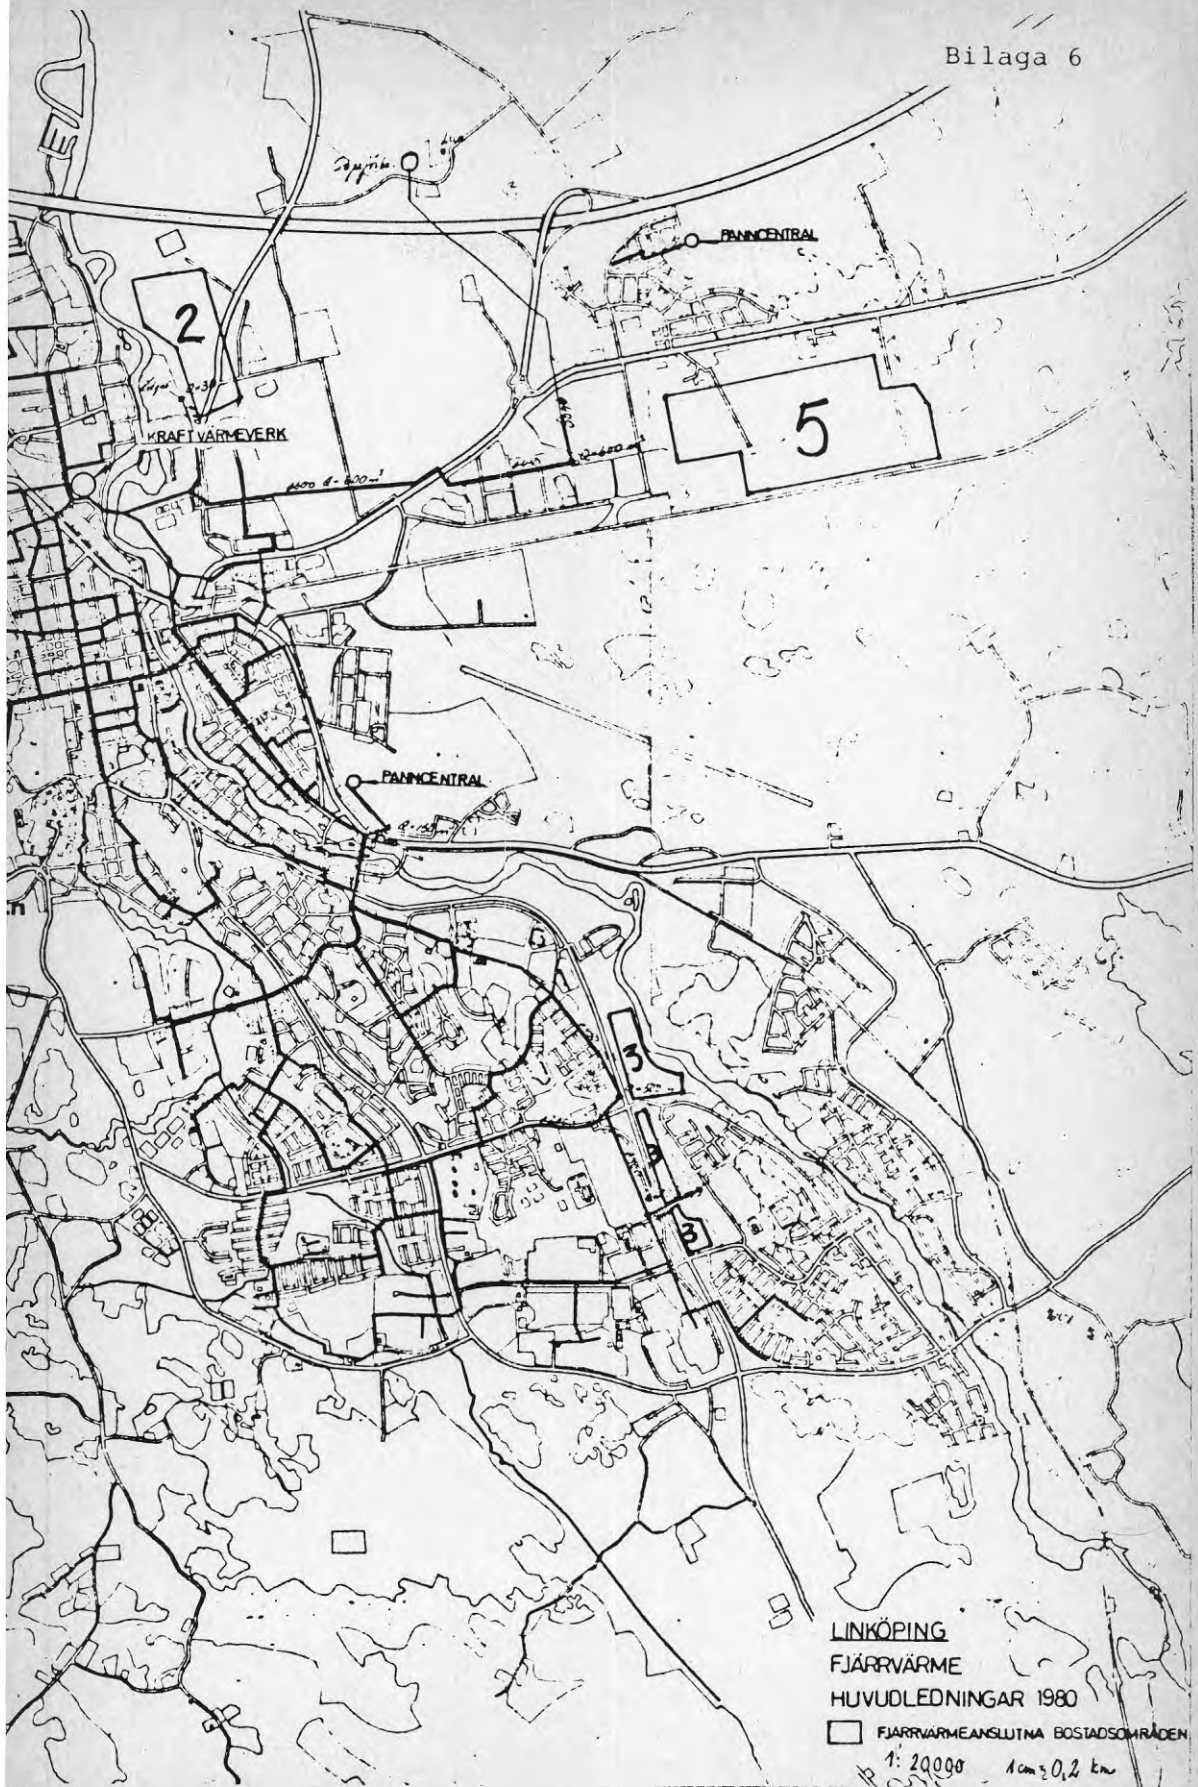 Bilaga 6
PANNCENTRAL
2
5
KRAFTVÄRMEVERK
PANNCENTRAL
n
3
3
3
LINKÖPING
FJÄRRVÄRME
HUVUDLEDNINGAR 1980
FJÄRRVÄRMEANSLUTNA BOSTADSOMRÅDEN
1: 20000 1cm = 0,2 km